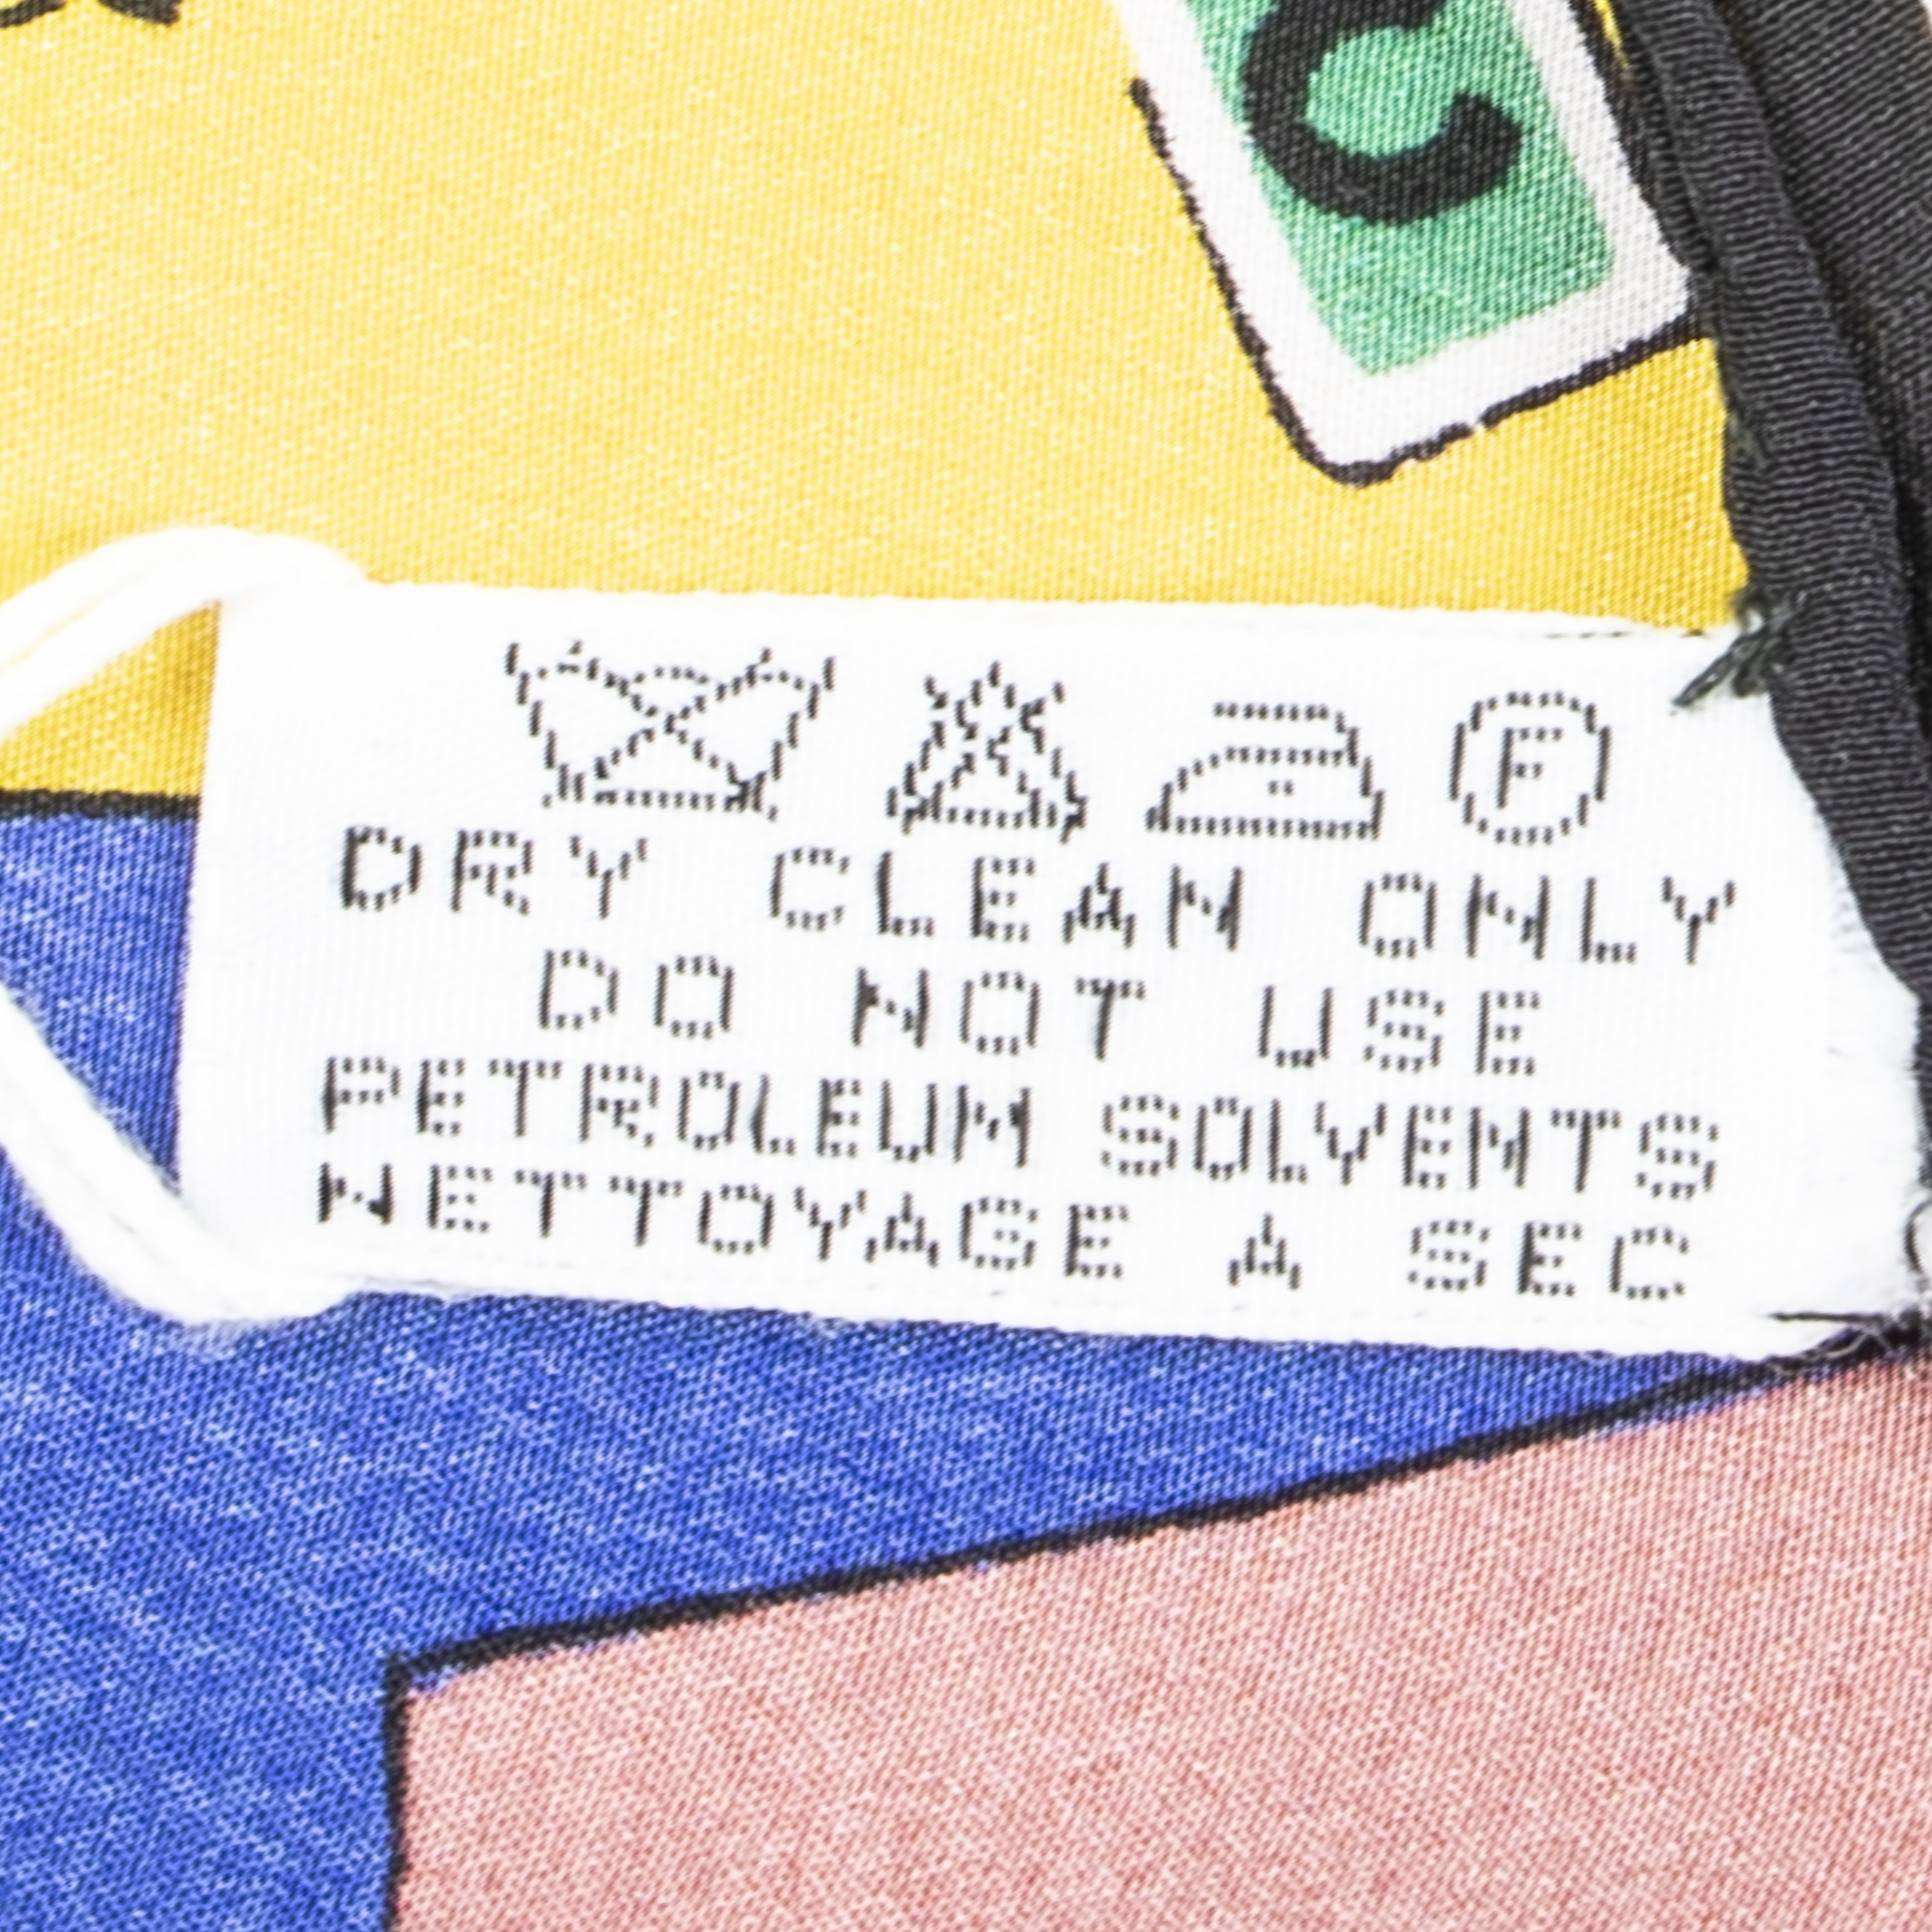 C
F
DRY CLEAN ONLY
DO NOT USE
PETROLEUM SOLVENTS
NETTOYAGE A SEC